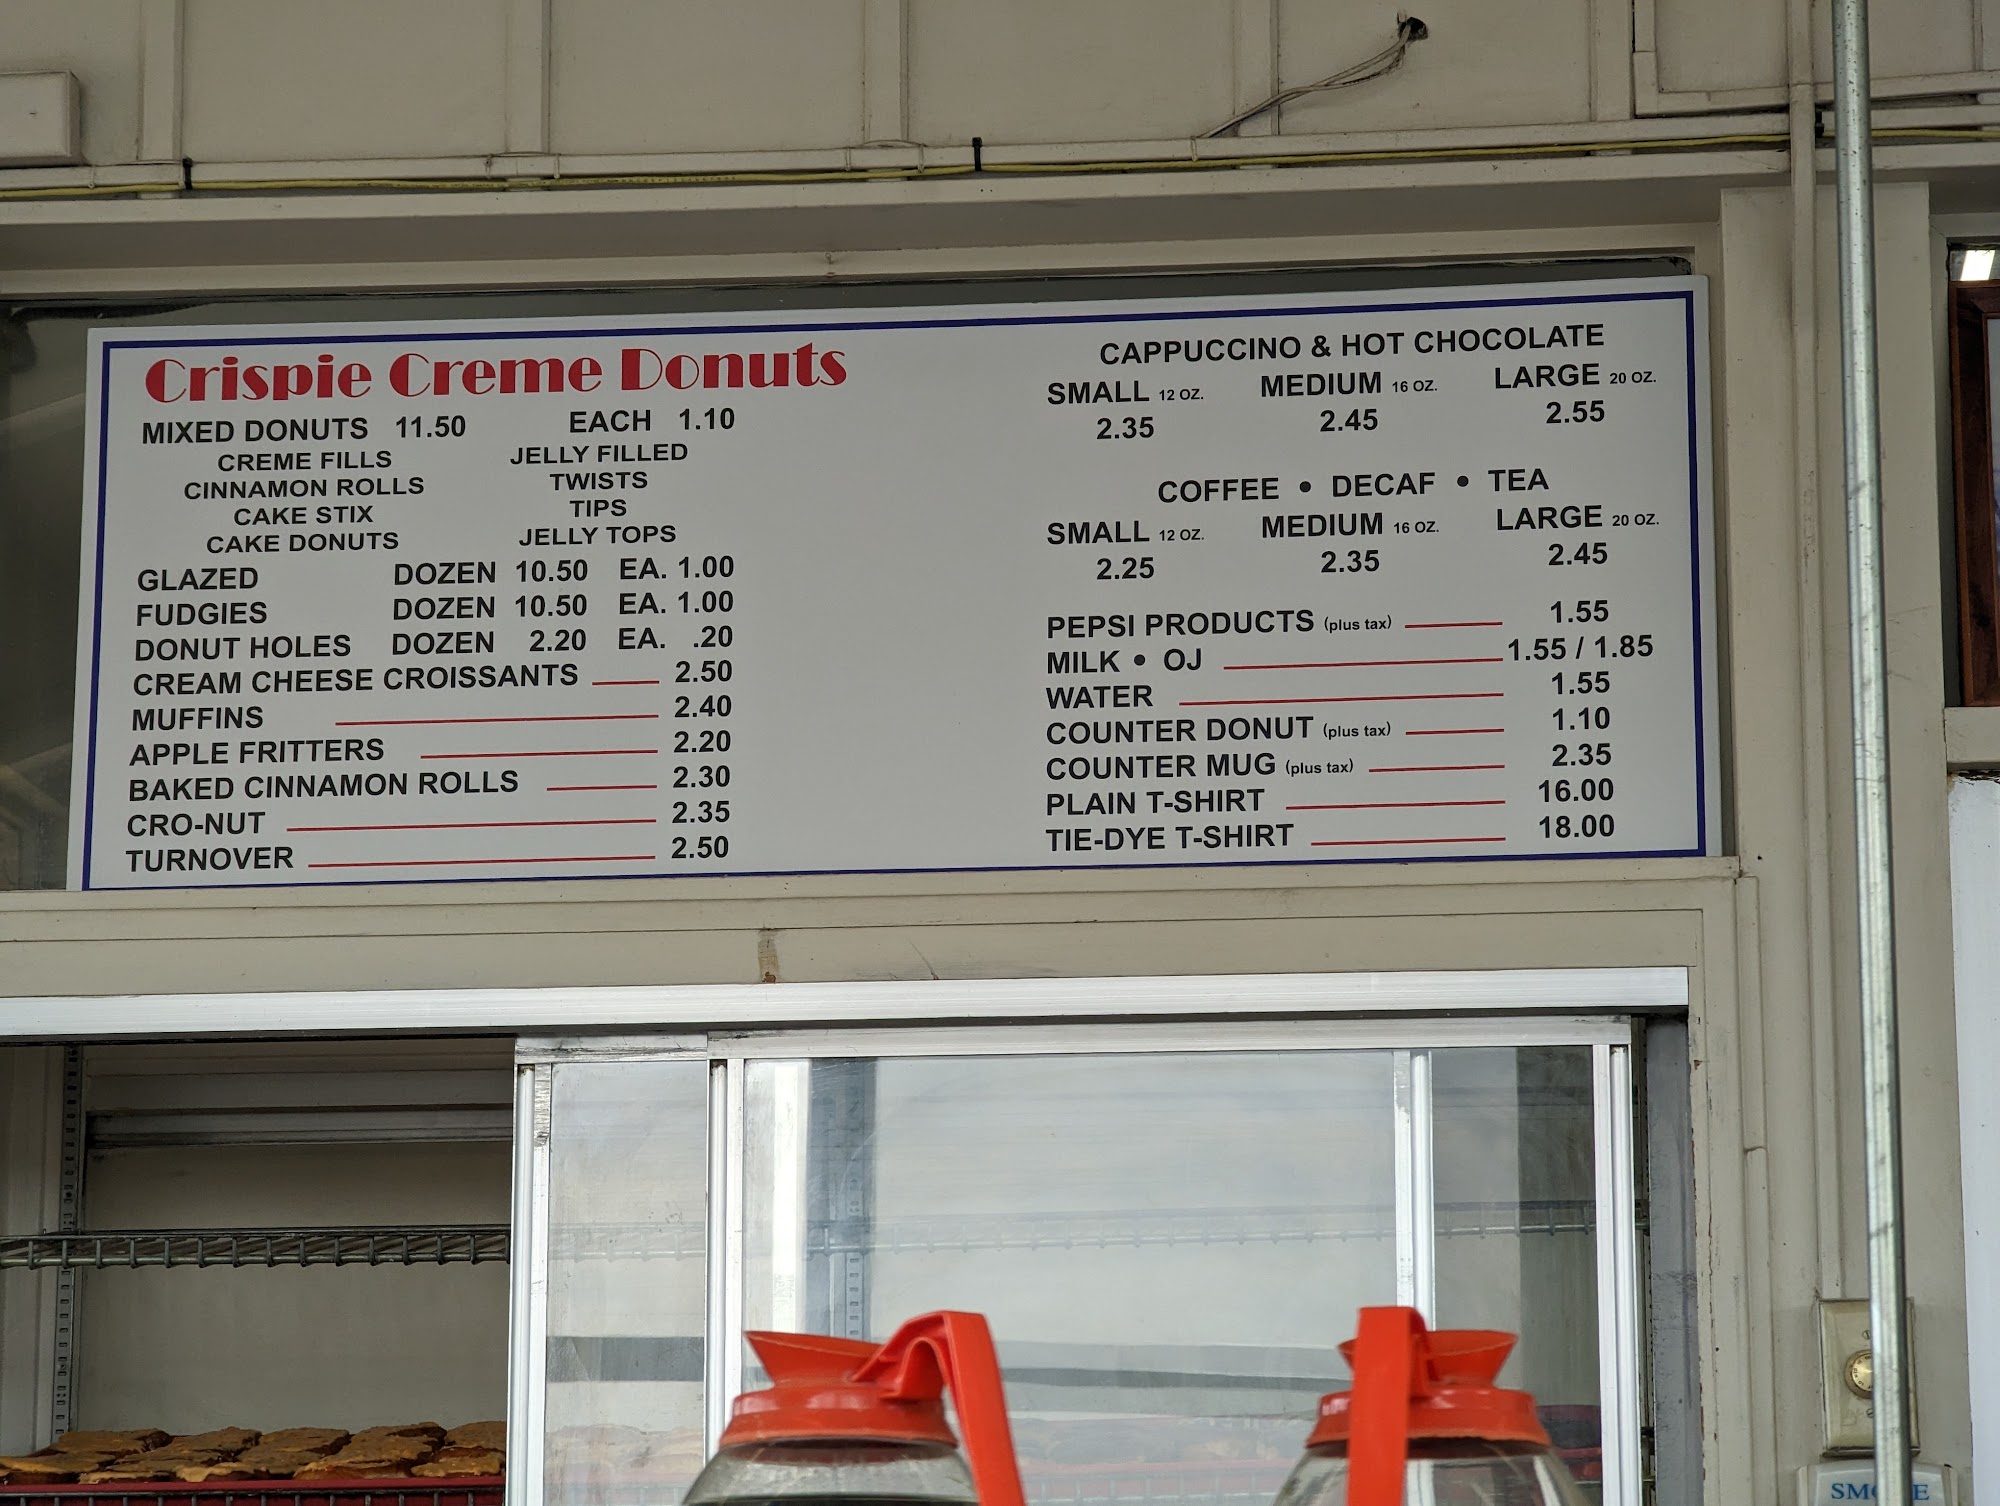 Crispie Creme Donuts
MIXED DONUTS 11.50 EACH 1.10
CREME FILLS JELLY FILLED
CINNAMON ROLLS TWISTS
CAKE STIX TIPS
CAKE DONUTS JELLY TOPS
GLAZED DOZEN 10.50 EA. 1.00
FUDGIES DOZEN 10.50 EA. 1.00
DONUT HOLES DOZEN 2.20 EA. .20
CREAM CHEESE CROISSANTS 2.50
MUFFINS 2.40
APPLE FRITTERS 2.20
BAKED CINNAMON ROLLS 2.30
CRO-NUT 2.35
TURNOVER 2.50
CAPPUCCINO & HOT CHOCOLATE
SMALL 12 OZ. MEDIUM 16 OZ. LARGE 20 OZ.
2.35 2.45 2.55
COFFEE • DECAF • TEA
SMALL 12 OZ. MEDIUM 16 OZ. LARGE 20 OZ.
2.25 2.35 2.45
PEPSI PRODUCTS (plus tax) 1.55
MILK • OJ 1.55 / 1.85
WATER 1.55
COUNTER DONUT (plus tax) 1.10
COUNTER MUG (plus tax) 2.35
PLAIN T-SHIRT 16.00
TIE-DYE T-SHIRT 18.00